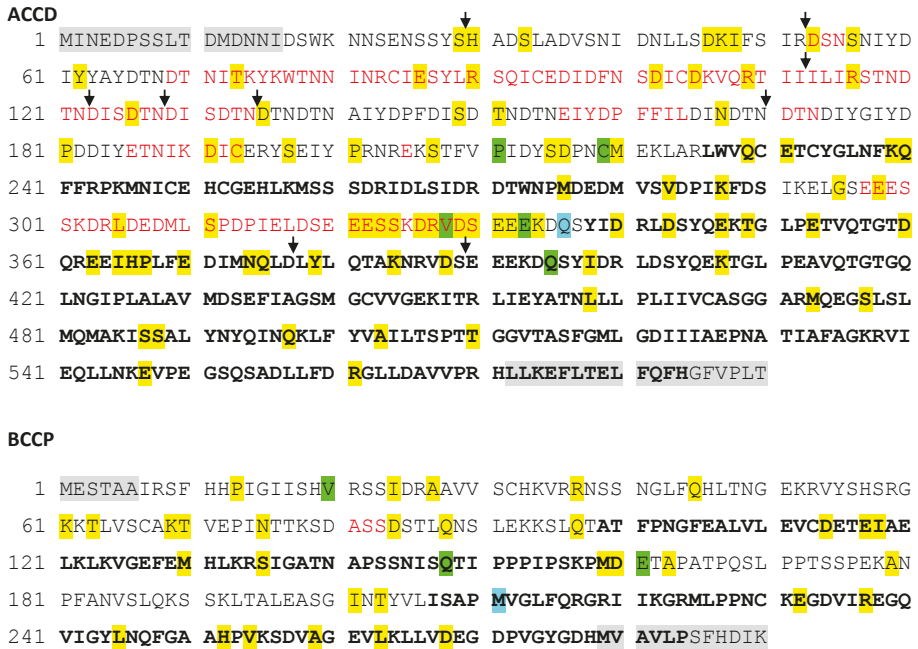 ACCD
1 MINEDPSSLT DMDNNIDSWK NNSENSSYSH ADSLADVSNI DNLLSDKIFS IRDSNSNIYD
61 IYYAYDTNDT NITKYKWTNN INRCIESYLR SQICEDIDFN SDICDKVQRT IIILIRSTND
121 TNDISDTNDI SDTNDTNDTN AIYDPFDISD TNDTNEIYDP FFILDINDTN DTNDIYGIYD
181 PDDIYETNIK DICERYSEIY PRNREKSTFV PIDYSDPNCM EKLARLWVQC ETCYGLNFKQ
241 FFRPKMNICE HCGEHLKMSS SDRIDLSIDR DTWNPMDEDM VSVDPIKFDS IKELGSEEES
301 SKDRLDEDML SPDPIELDSE EESSKDRVDS EEEKDQSYID RLDSYQEKTG LPETVQTGTD
361 QREEIHPLFE DIMNQLDLYL QTAKNRVDSE EEKDQSYIDR LDSYQEKTGL PEAVQTGTGQ
421 LNGIPLALAV MDSEFIAGSM GCVVGEKITR LIEYATNLLL PLIIVCASGG ARMQEGSLSL
481 MQMAKISSAL YNYQINQKLF YVAILTSPTT GGVTASFGML GDIIIAEPNA TIAFAGKRVI
541 EQLLNKEVPE GSQSADLLFD RGLLDAVVPR HLLKEFLTEL FQFHGFVPLT
BCCP
1 MESTAAIRSF HHPIGIISHV RSSIDRAAVV SCHKVRRNSS NGLFQHLTNG EKRVYSHSRG
61 KKTLVSCAKT VEPINTTKSD ASSDSTLQNS LEKKSLQTAT FPNGFEALVL EVCDETEIAE
121 LKLKVGEFEM HLKRSIGATN APSSNISQTI PPPIPSKPMD ETAPATPQSL PPTSSPEKAN
181 PFANVSLQKS SKLTALEASG INTYVLISAP MVGLFQRGRI IKGRMLPPNC KEGDVIREGQ
241 VIGYLNQFGA AHPVKSDVAG EVLKLLVDEG DPVGYGDHMV AVLPSFHDIK